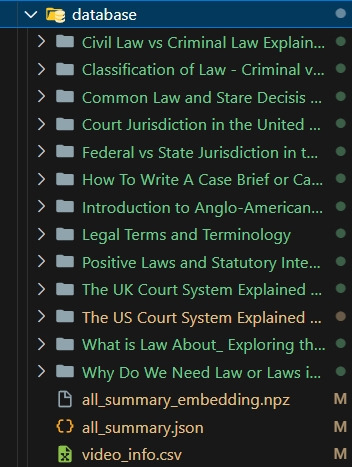 database
Civil Law vs Criminal Law Explain...
Classification of Law - Criminal v...
Common Law and Stare Decisis ...
Court Jurisdiction in the United ...
Federal vs State Jurisdiction in t...
How To Write A Case Brief or Ca...
Introduction to Anglo-American...
Legal Terms and Terminology
Positive Laws and Statutory Inte...
The UK Court System Explained ...
The US Court System Explained ...
What is Law About_ Exploring th...
Why Do We Need Law or Laws i...
all_summary_embedding.npz M
all_summary.json M
video_info.csv M